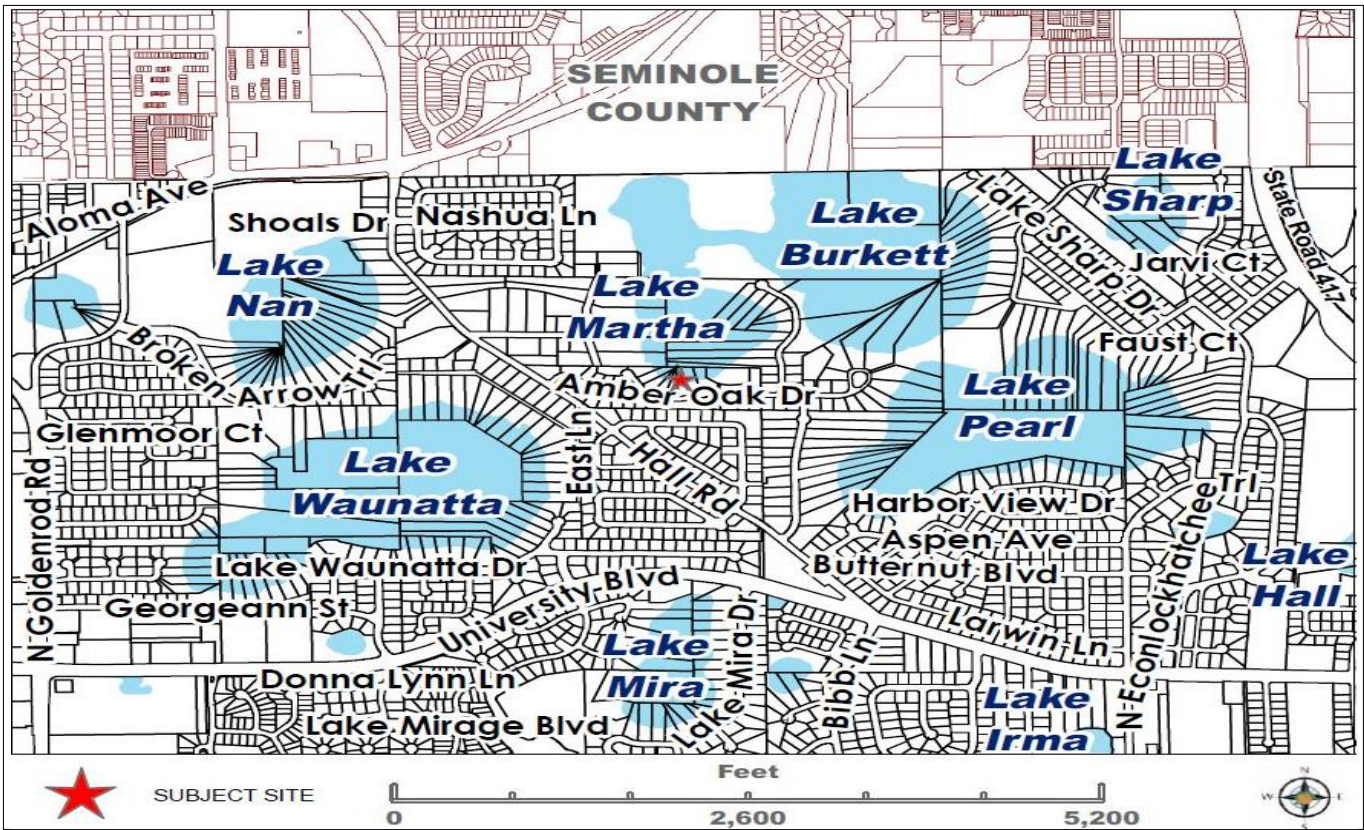 SEMINOLE
COUNTY
Lake
Sharp
Aloma Ave
Shoals Dr
Nashua Ln
Lake
Burkett
Lake Sharp Dr
State Road 417
Jarvi Ct
Lake
Nan
Lake
Martha
Broken Arrow Trl
Faust Ct
Amber Oak Dr
Lake
Pearl
Glenmoor Ct
Lake
Waunatta
East Ln
Hall Rd
N Goldenrod Rd
Harbor View Dr
N Econlockhatchee Trl
Aspen Ave
Lake Waunatta Dr
Butternut Blvd
Lake
Hall
Georgeann St
University Blvd
Larwin Ln
Lake
Mira
Lake Mira Dr
Bibb Ln
Donna Lynn Ln
Lake
Irma
Lake Mirage Blvd
SUBJECT SITE
Feet
0
2,600
5,200
N
W
E
S